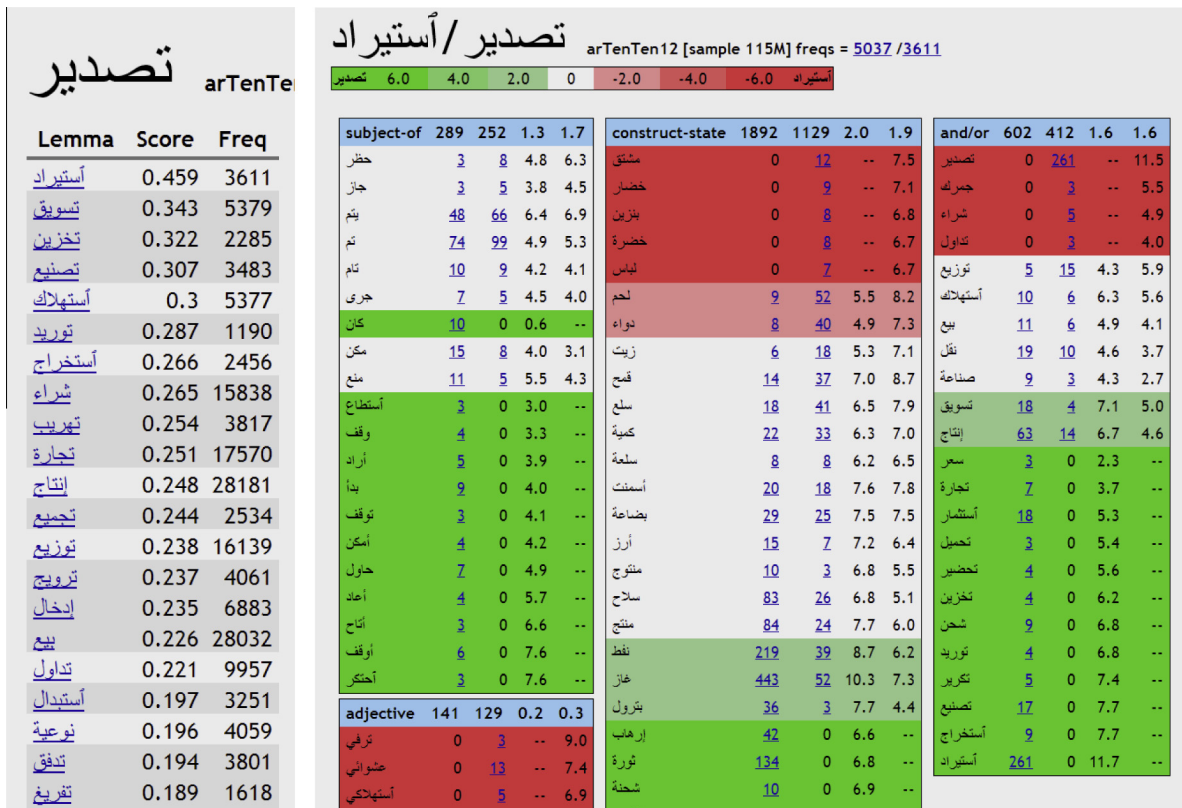 تصدير arTenTe
Lemma Score Freq
ٱستيراد 0.459 3611
تسويق 0.343 5379
تخزين 0.322 2285
تصنيع 0.307 3483
ٱستهلاك 0.3 5377
توريد 0.287 1190
ٱستخراج 0.266 2456
شراء 0.265 15838
تهريب 0.254 3817
تجارة 0.251 17570
إنتاج 0.248 28181
تجميع 0.244 2534
توزيع 0.238 16139
ترويج 0.237 4061
إدخال 0.235 6883
بيع 0.226 28032
تداول 0.221 9957
ٱستبدال 0.197 3251
نوعية 0.196 4059
تدفق 0.194 3801
تفريغ 0.189 1618
تصدير/ٱستيراد arTenTen12 [sample 115M] freqs = 5037 /3611
تصدير 6.0 4.0 2.0 0 -2.0 -4.0 -6.0 ٱستيراد
subject-of 289 252 1.3 1.7
حظر 3 8 4.8 6.3
جاز 3 5 3.8 4.5
يتم 48 66 6.4 6.9
تم 74 99 4.9 5.3
تام 10 9 4.2 4.1
جرى 7 5 4.5 4.0
كان 10 0 0.6 --
مكن 15 8 4.0 3.1
منع 11 5 5.5 4.3
ٱستطاع 3 0 3.0 --
وقف 4 0 3.3 --
أراد 5 0 3.9 --
بدأ 9 0 4.0 --
توقف 3 0 4.1 --
أمكن 4 0 4.2 --
حاول 7 0 4.9 --
أعاد 4 0 5.7 --
أتاح 3 0 6.6 --
أوقف 6 0 7.6 --
ٱحتكر 3 0 7.6 --
adjective 141 129 0.2 0.3
ترفي 0 3 -- 9.0
عشوائي 0 13 -- 7.4
ٱستهلاكي 0 5 -- 6.9
construct-state 1892 1129 2.0 1.9
مشتق 0 12 -- 7.5
خضار 0 9 -- 7.1
بنزين 0 8 -- 6.8
خضرة 0 8 -- 6.7
لباس 0 7 -- 6.7
لحم 9 52 5.5 8.2
دواء 8 40 4.9 7.3
زيت 6 18 5.3 7.1
قمح 14 37 7.0 8.7
سلع 18 41 6.5 7.9
كمية 22 33 6.3 7.0
سلعة 8 8 6.2 6.5
أسمنت 20 18 7.6 7.8
بضاعة 29 25 7.5 7.5
أرز 15 7 7.2 6.4
منتوج 10 3 6.8 5.5
سلاح 83 26 6.8 5.1
منتج 84 24 7.7 6.0
نفط 219 39 8.7 6.2
غاز 443 52 10.3 7.3
بترول 36 3 7.7 4.4
إرهاب 42 0 6.6 --
ثورة 134 0 6.8 --
شحنة 10 0 6.9 --
and/or 602 412 1.6 1.6
تصدير 0 261 -- 11.5
جمرك 0 3 -- 5.5
شراء 0 5 -- 4.9
تداول 0 3 -- 4.0
توزيع 5 15 4.3 5.9
ٱستهلاك 10 6 6.3 5.6
بيع 11 6 4.9 4.1
نقل 19 10 4.6 3.7
صناعة 9 3 4.3 2.7
تسويق 18 4 7.1 5.0
إنتاج 63 14 6.7 4.6
سعر 3 0 2.3 --
تجارة 7 0 3.7 --
ٱستثمار 18 0 5.3 --
تحميل 3 0 5.4 --
تحضير 4 0 5.6 --
تخزين 4 0 6.2 --
شحن 9 0 6.8 --
توريد 4 0 6.8 --
تكرير 5 0 7.4 --
تصنيع 17 0 7.7 --
ٱستخراج 9 0 7.7 --
ٱستيراد 261 0 11.7 --